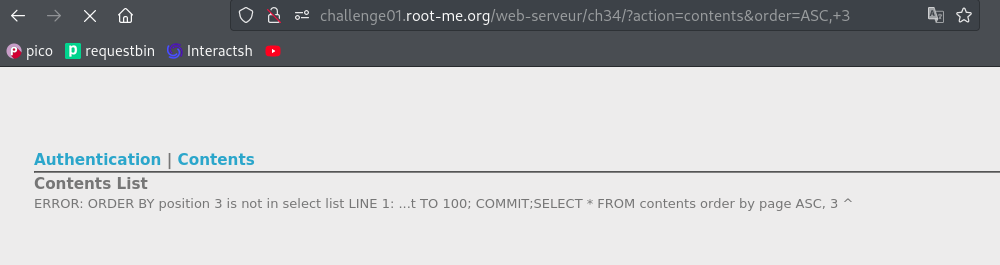 challenge01.root-me.org/web-serveur/ch34/?action=contents&order=ASC,+3
pico requestbin Interactsh
Authentication | Contents
Contents List
ERROR: ORDER BY position 3 is not in select list LINE 1: ...t TO 100; COMMIT;SELECT * FROM contents order by page ASC, 3 ^